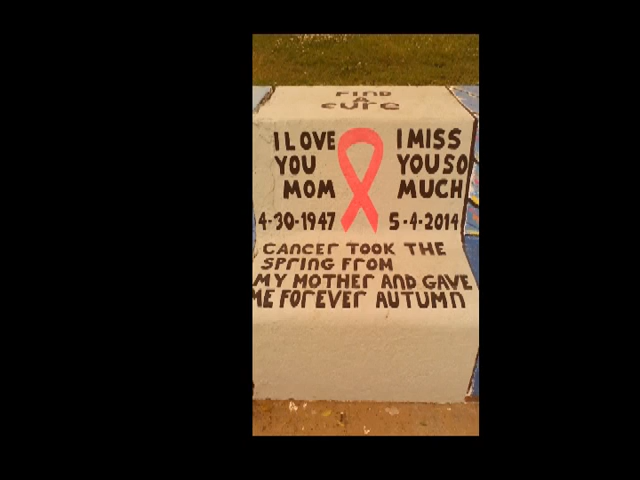 FIND
A
CURE
I LOVE I MISS
YOU YOU SO
MOM MUCH
4-30-1947 5-4-2014
CANCER TOOK THE
SPRING FROM
MY MOTHER AND GAVE
ME FOREVER AUTUMN